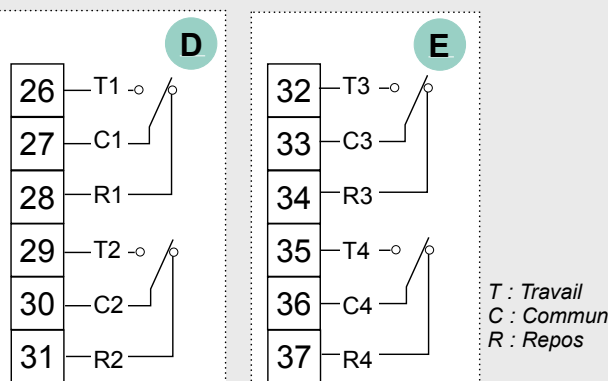 D
26 T1
27 C1
28 R1
29 T2
30 C2
31 R2
E
32 T3
33 C3
34 R3
35 T4
36 C4
37 R4
T : Travail
C : Commun
R : Repos